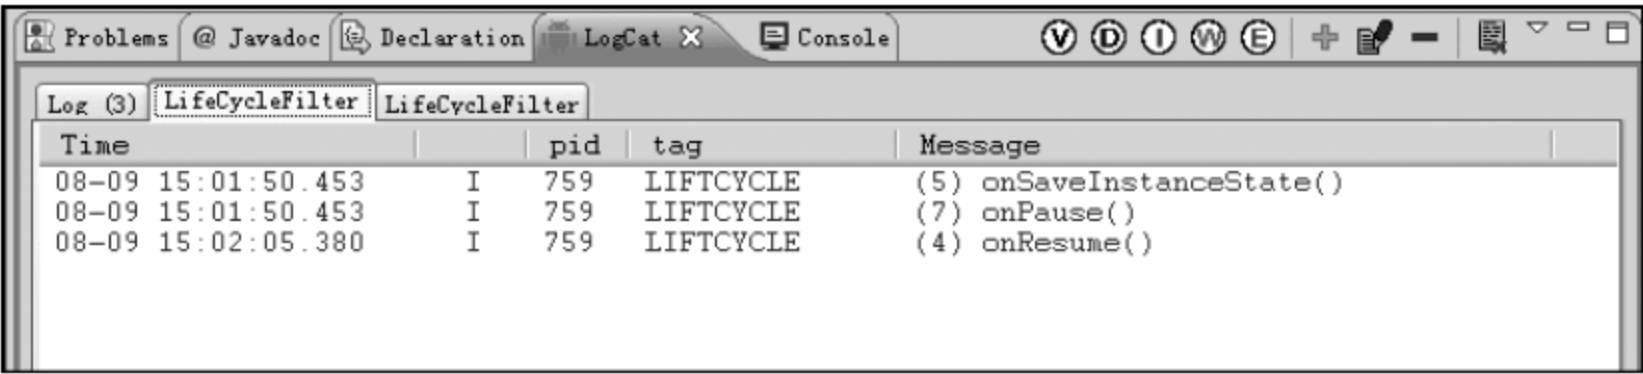 Problems @ Javadoc Declaration LogCat Console
V D I W E
Log (3) LifeCycleFilter LifeCycleFilter
Time pid tag Message
08-09 15:01:50.453 I 759 LIFTCYCLE (5) onSaveInstanceState()
08-09 15:01:50.453 I 759 LIFTCYCLE (7) onPause()
08-09 15:02:05.380 I 759 LIFTCYCLE (4) onResume()